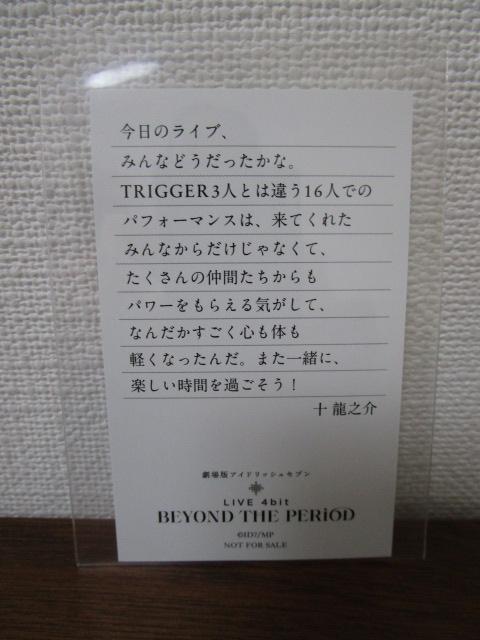 今日のライブ、
みんなどうだったかな。
TRIGGER3人とは違う16人での
パフォーマンスは、来てくれた
みんなからだけじゃなくて、
たくさんの仲間たちからも
パワーをもらえる気がして、
なんだかすごく心も体も
軽くなったんだ。また一緒に、
楽しい時間を過ごそう！
十 龍之介
劇場版アイドリッシュセブン
LIVE 4bit
BEYOND THE PERiOD
©ID7/MP
NOT FOR SALE